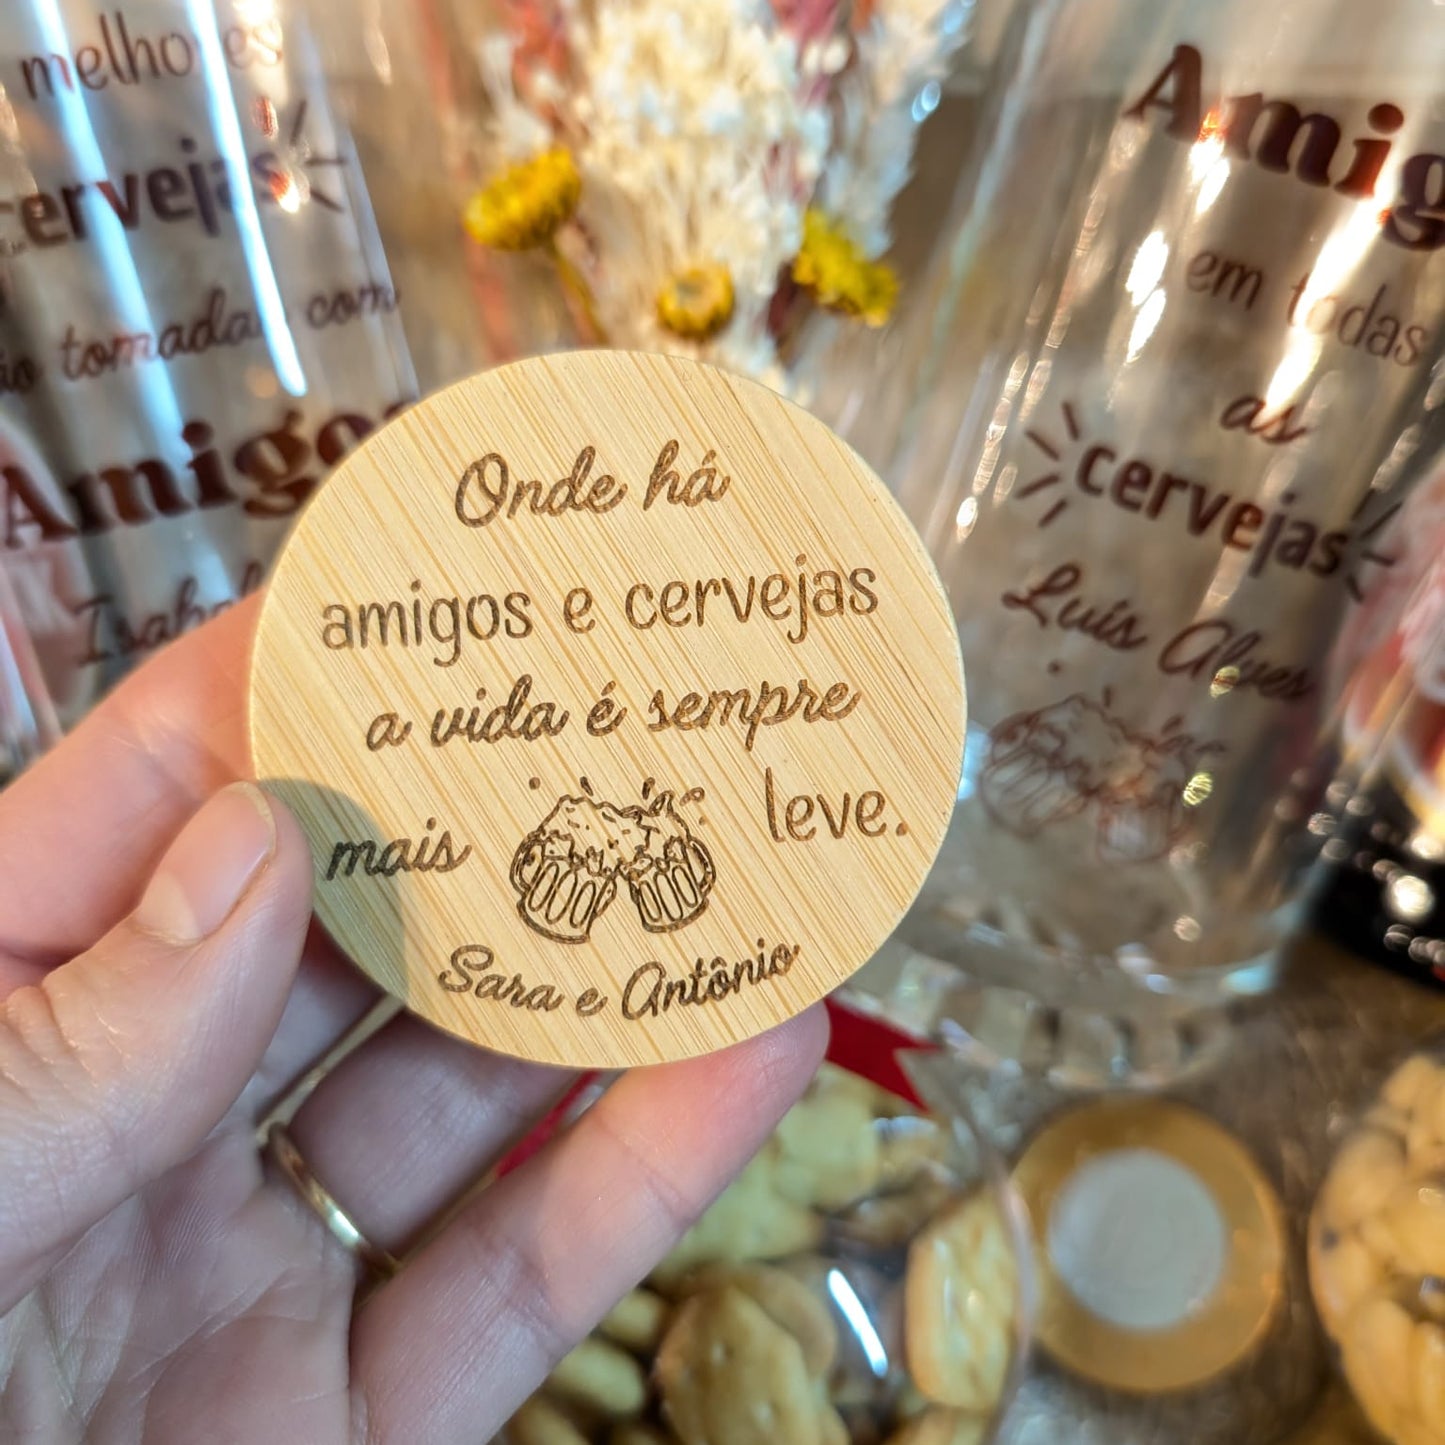 melhores
cervejas
tomadas com
Amigos
Amig
em todas
as
cervejas
Luís Alves
Onde há
amigos e cervejas
a vida é sempre
mais leve.
Sara e Antônio